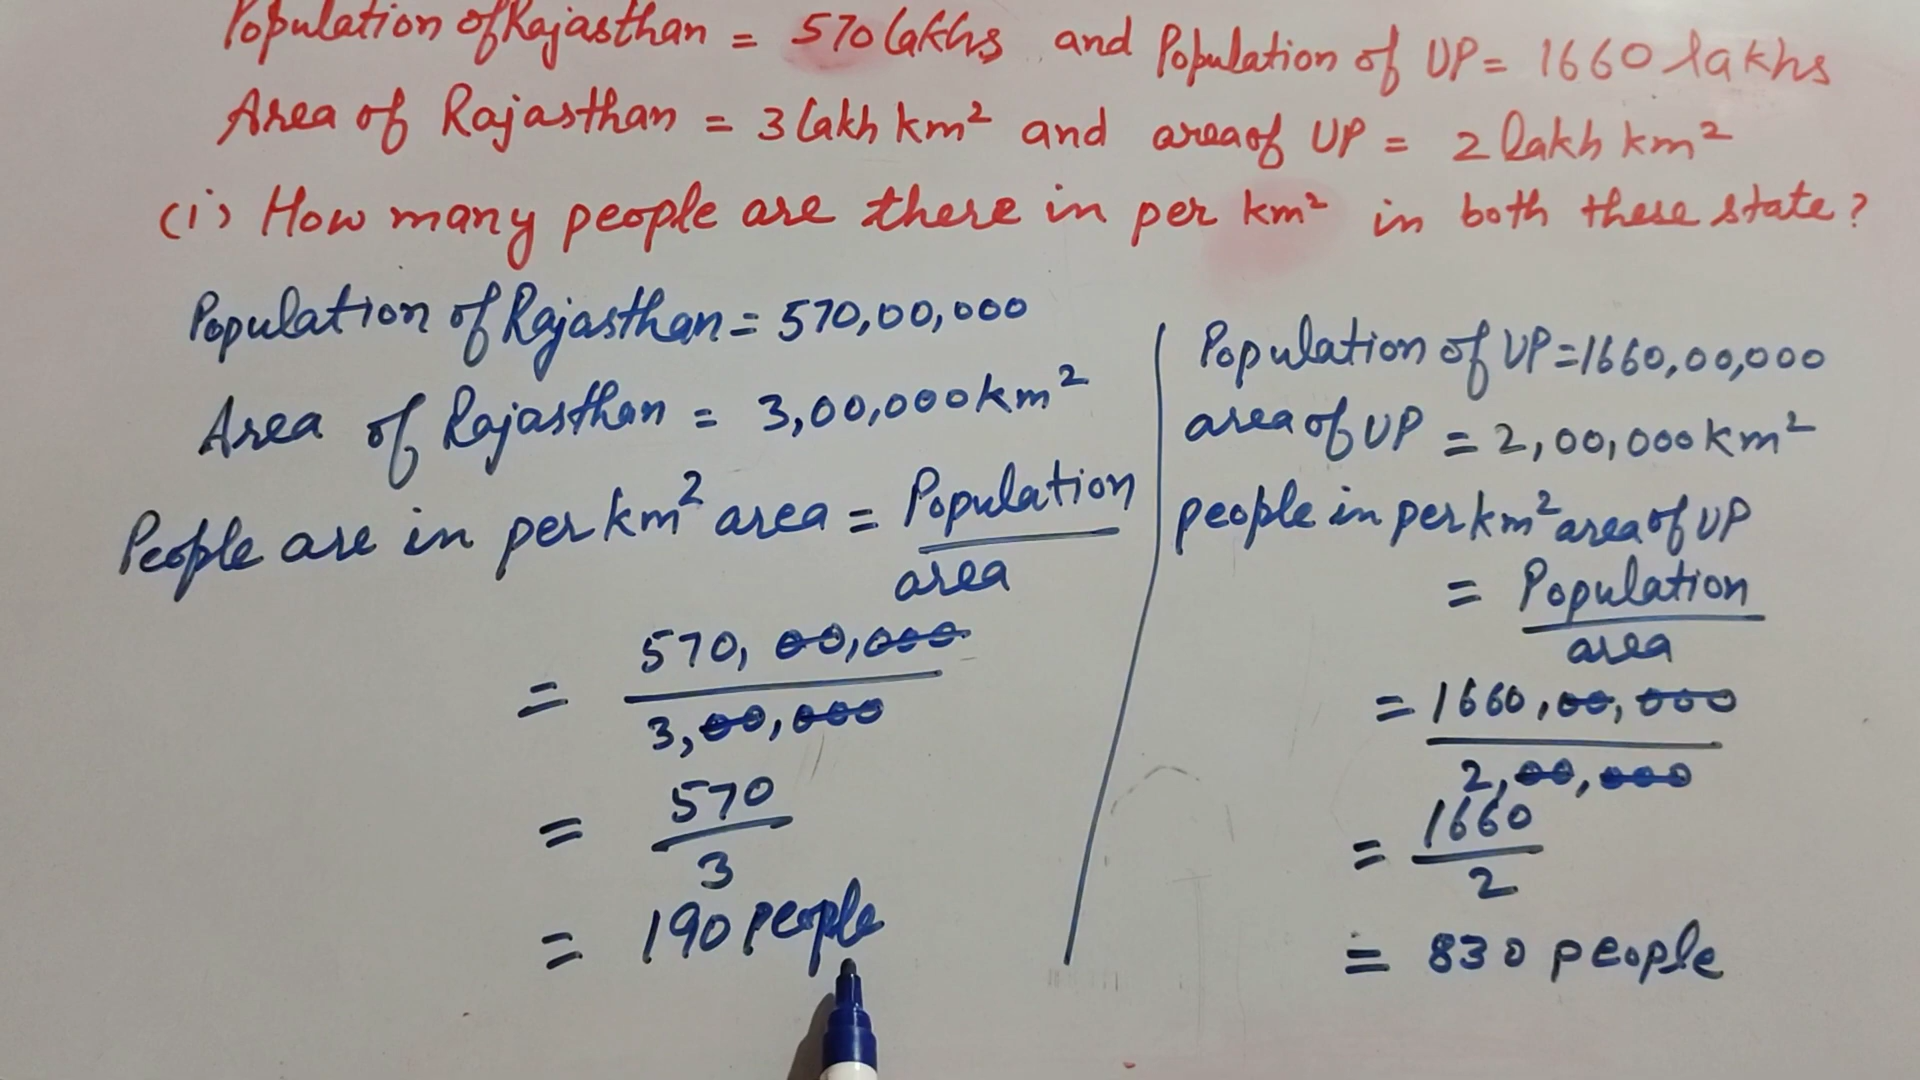 Population of Rajasthan = 570 lakhs and Population of UP = 1660 lakhs
Area of Rajasthan = 3 lakh km² and area of UP = 2 lakh km²
(i) How many people are there in per km² in both these state?
Population of Rajasthan = 570,00,000
Area of Rajasthan = 3,00,000 km²
People are in per km² area = Population
area
= 570,00,000
3,00,000
= 570
3
= 190 people
Population of UP = 1660,00,000
area of UP = 2,00,000 km²
people in per km² area of UP
= Population
area
= 1660,00,000
2,00,000
= 1660
2
= 830 people